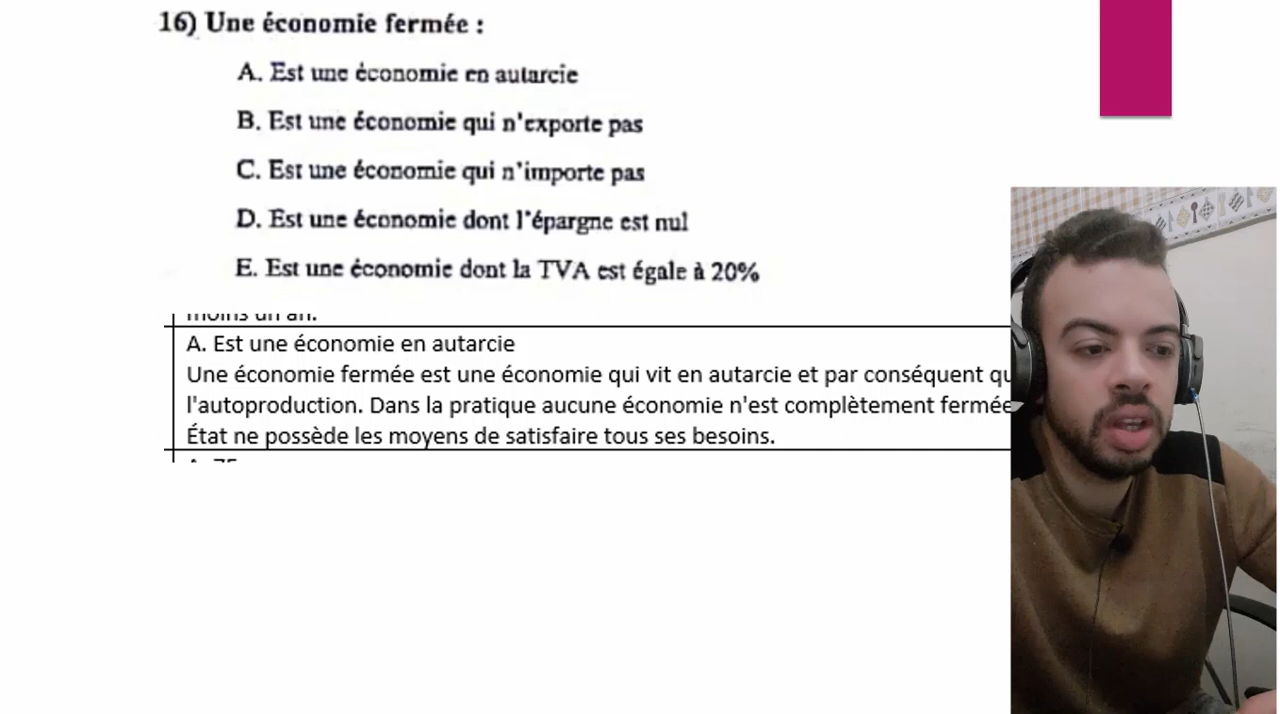 16) Une économie fermée :
A. Est une économie en autarcie
B. Est une économie qui n'exporte pas
C. Est une économie qui n'importe pas
D. Est une économie dont l'épargne est nul
E. Est une économie dont la TVA est égale à 20%
moins un an.
A. Est une économie en autarcie
Une économie fermée est une économie qui vit en autarcie et par conséquent qu
l'autoproduction. Dans la pratique aucune économie n'est complètement fermée
État ne possède les moyens de satisfaire tous ses besoins.